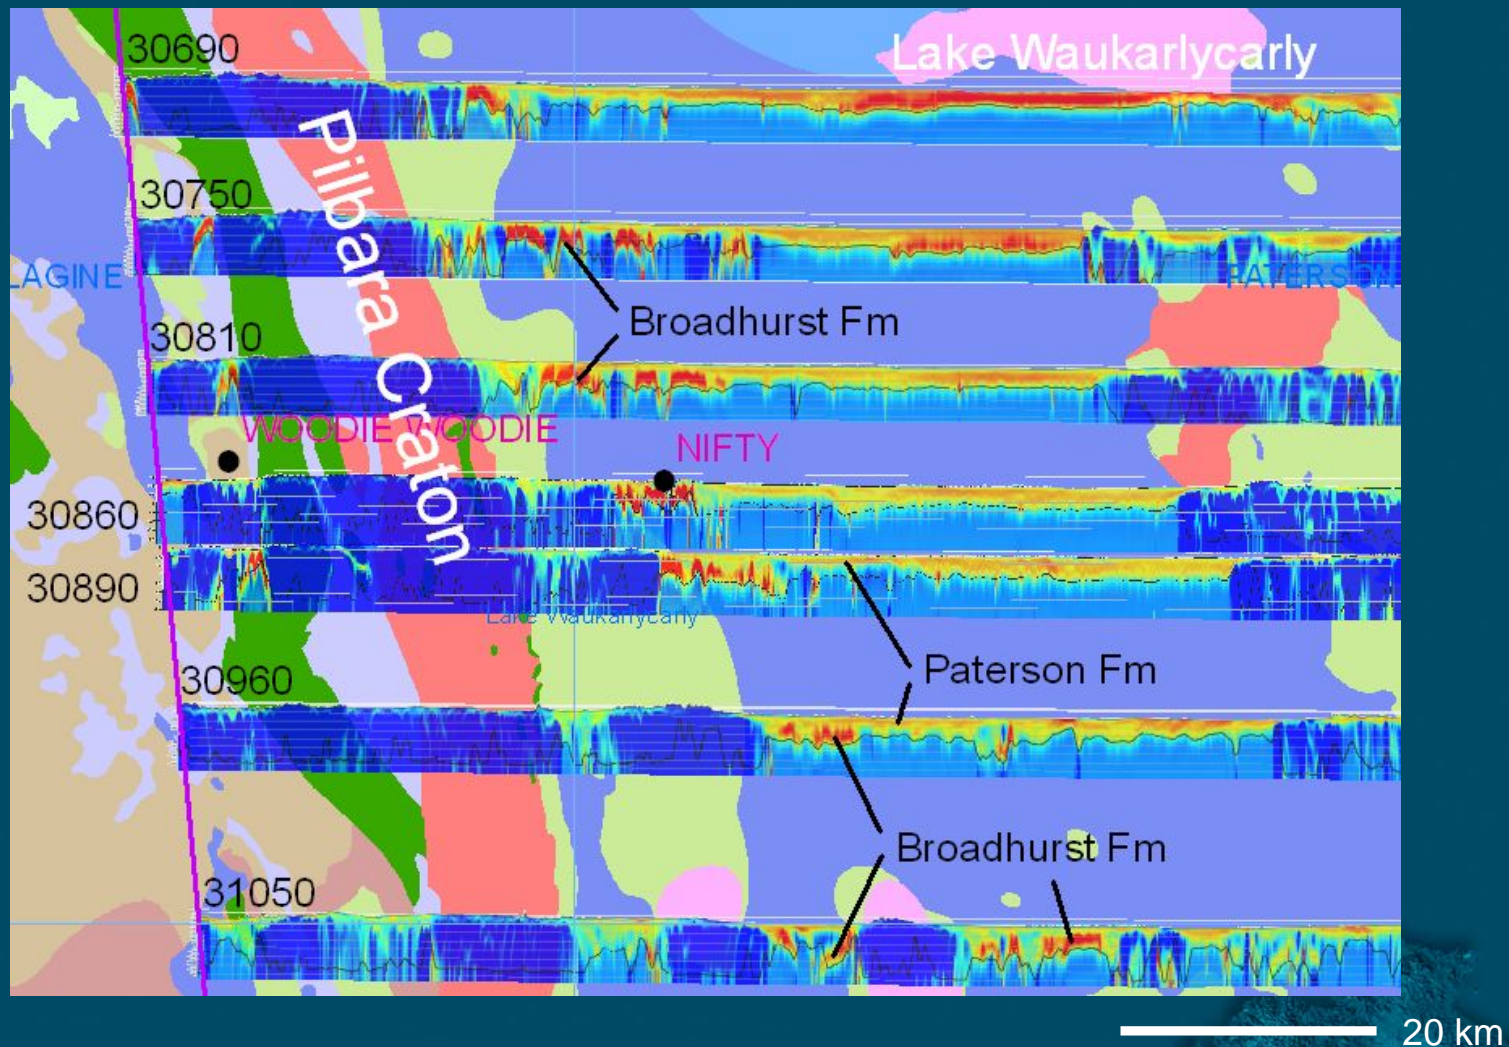 30690
Lake Waukarlycarly
Pilbara Craton
30750
LAGINE
PATERSON
Broadhurst Fm
30810
WOODIE WOODIE
NIFTY
30860
30890
Lake Waukarlycarly
Paterson Fm
30960
Broadhurst Fm
31050
20 km